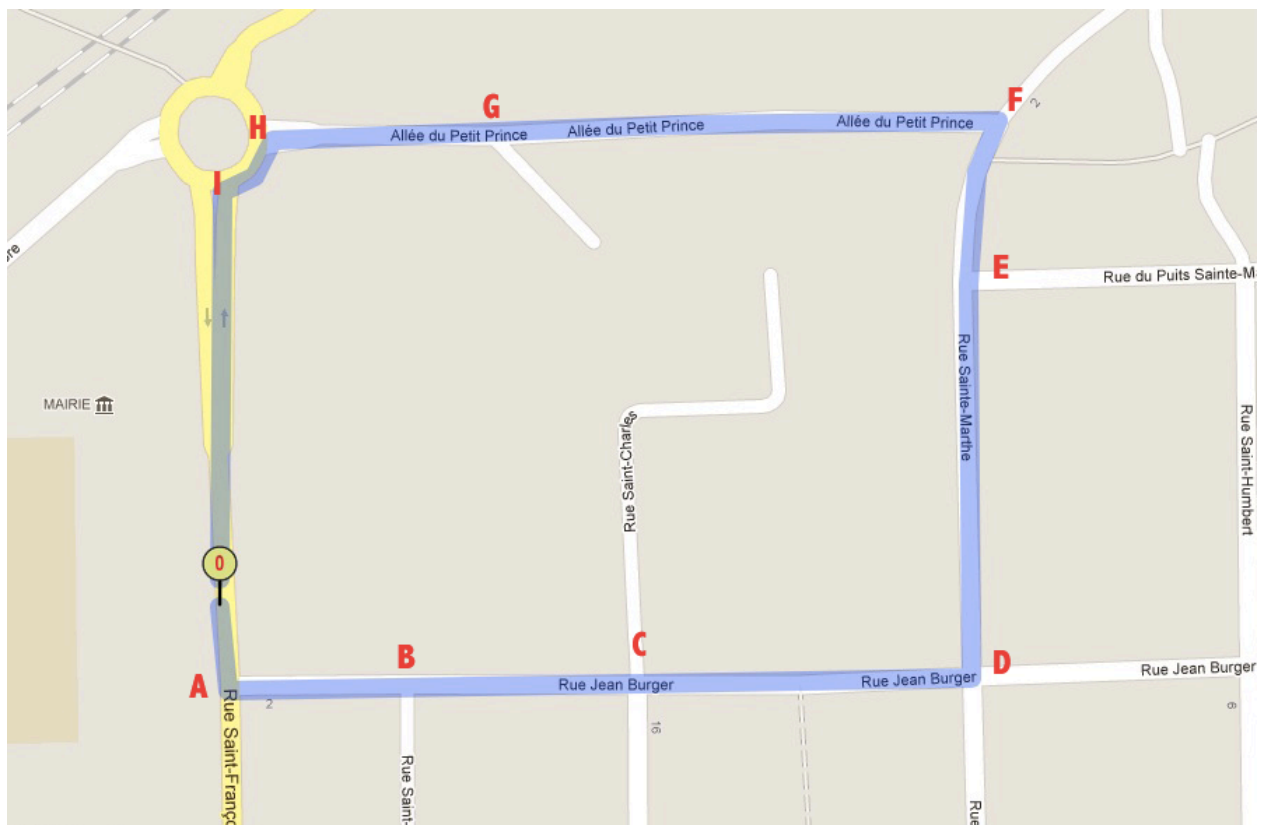 G
F
2
H
Allée du Petit Prince
Allée du Petit Prince
Allée du Petit Prince
I
E
Rue du Puits Sainte-M
re
Rue Sainte-Marthe
MAIRIE
Rue Saint-Charles
Rue Saint-Humbert
0
B
C
D
A
Rue Jean Burger
Rue Jean Burger
Rue Jean Burger
2
16
6
Rue Saint-Franço
Rue Saint-
Rue